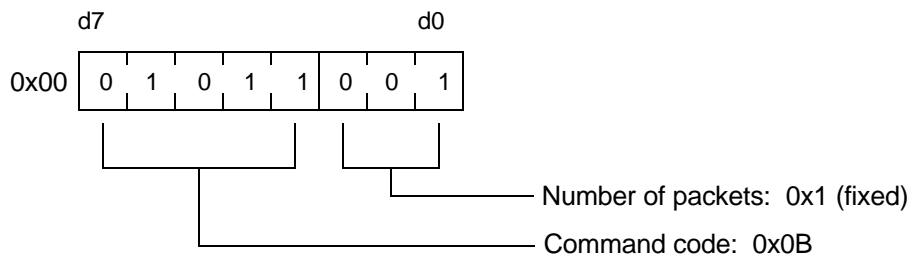 d7 d0
0x00 0 1 0 1 1 0 0 1
Number of packets: 0x1 (fixed)
Command code: 0x0B